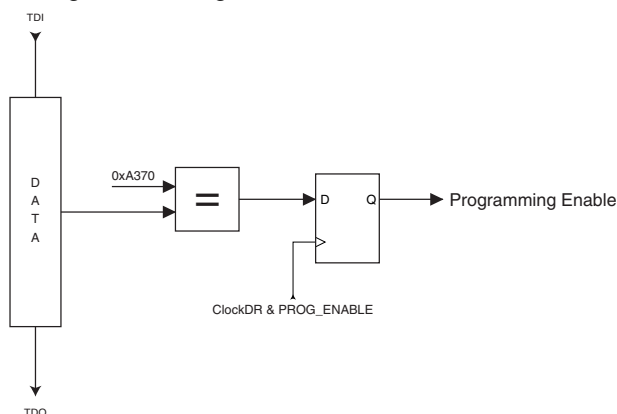 TDI
D
A
T
A
0xA370
=
D
Q
Programming Enable
ClockDR & PROG_ENABLE
TDO